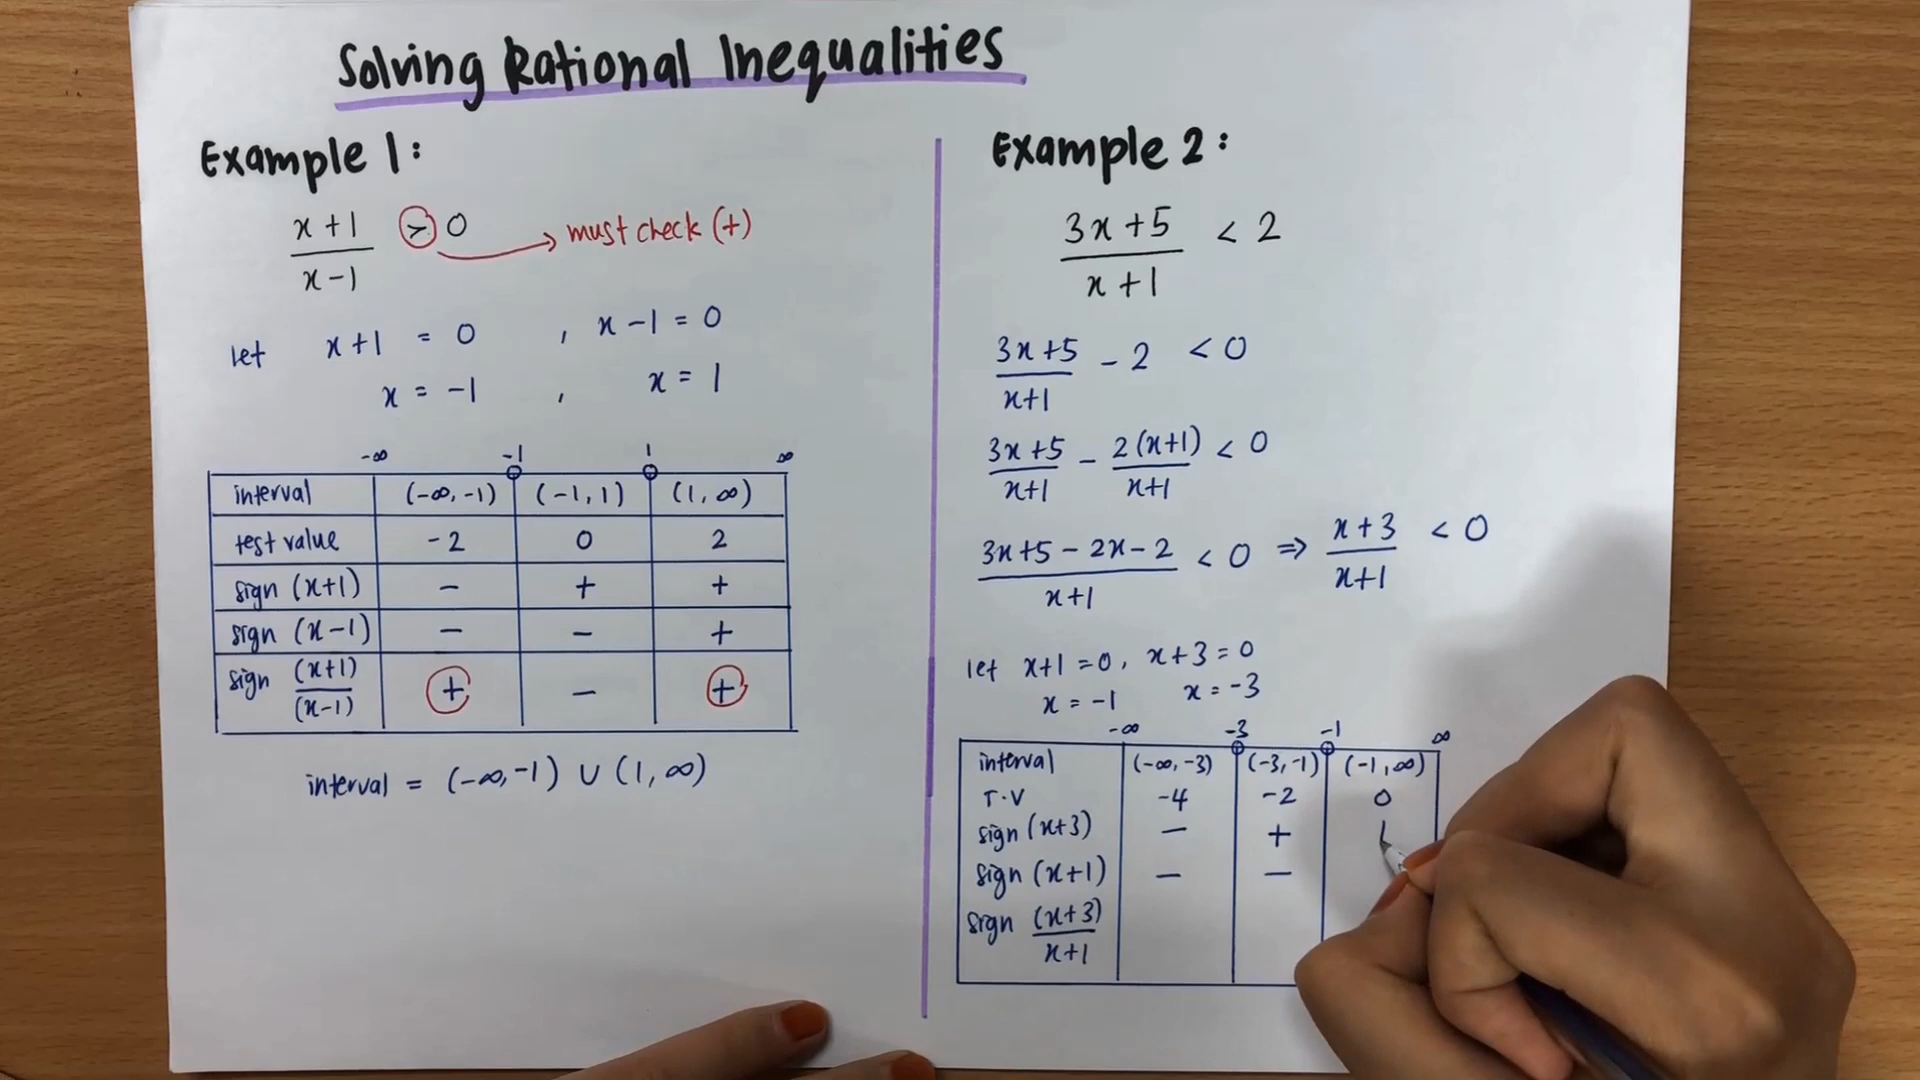 Solving Rational Inequalities
Example 1:
x+1
x-1
> 0
must check (+)
let x+1 = 0 , x-1 = 0
x = -1 , x = 1
-∞ -1 1 ∞
interval (-∞,-1) (-1,1) (1,∞)
test value -2 0 2
sign (x+1) - + +
sign (x-1) - - +
sign (x+1)
(x-1)
+ - +
interval = (-∞,-1) ∪ (1,∞)
Example 2:
3x+5
x+1
< 2
3x+5
x+1
- 2 < 0
3x+5
x+1
- 2(x+1)
x+1
< 0
3x+5-2x-2
x+1
< 0 ⇒ x+3
x+1
< 0
let x+1=0, x+3=0
x = -1 x = -3
-∞ -3 -1 ∞
interval (-∞,-3) (-3,-1) (-1,∞)
T.V -4 -2 0
sign (x+3) - +
sign (x+1) - -
sign (x+3)
x+1